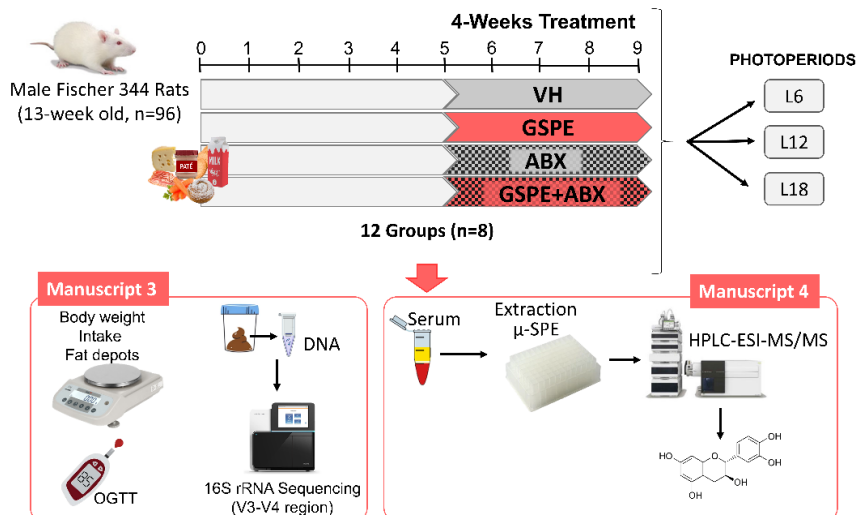 4-Weeks Treatment
0 1 2 3 4 5 6 7 8 9
Male Fischer 344 Rats
(13-week old, n=96)
VH
GSPE
ABX
GSPE+ABX
PATÉ
MILK
12 Groups (n=8)
PHOTOPERIODS
L6
L12
L18
Manuscript 3
Body weight
Intake
Fat depots
OGTT
DNA
16S rRNA Sequencing
(V3-V4 region)
Manuscript 4
Serum
Extraction
µ-SPE
HPLC-ESI-MS/MS
HO
O
OH
OH
OH
OH